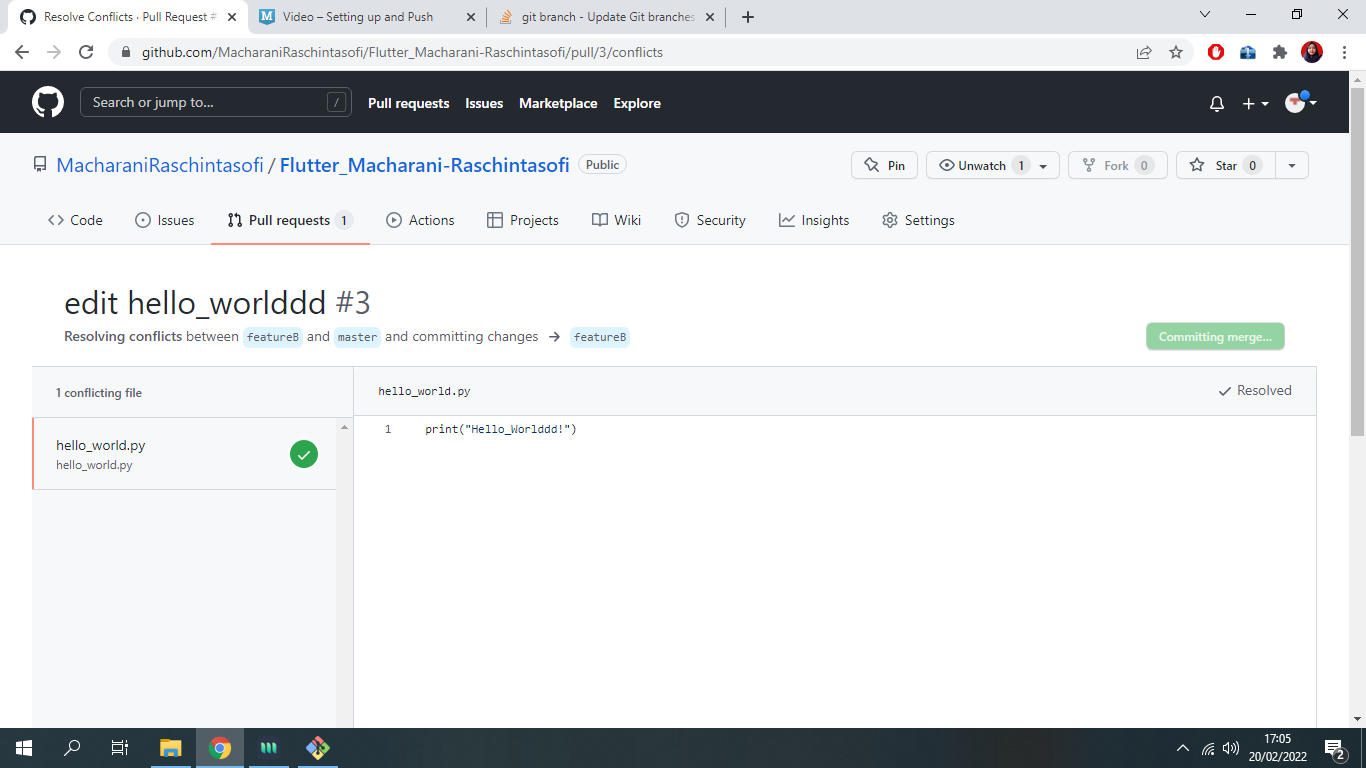 Resolve Conflicts · Pull Request #
Video – Setting up and Push
git branch - Update Git branches
github.com/MacharaniRaschintasofi/Flutter_Macharani-Raschintasofi/pull/3/conflicts
Search or jump to... /
Pull requests Issues Marketplace Explore
MacharaniRaschintasofi / Flutter_Macharani-Raschintasofi Public
Pin Unwatch 1 Fork 0 Star 0
Code Issues Pull requests 1 Actions Projects Wiki Security Insights Settings
edit hello_worlddd #3
Resolving conflicts between featureB and master and committing changes → featureB
Committing merge...
1 conflicting file
hello_world.py
hello_world.py
hello_world.py
Resolved
1 print("Hello_Worlddd!")
17:05
20/02/2022
2